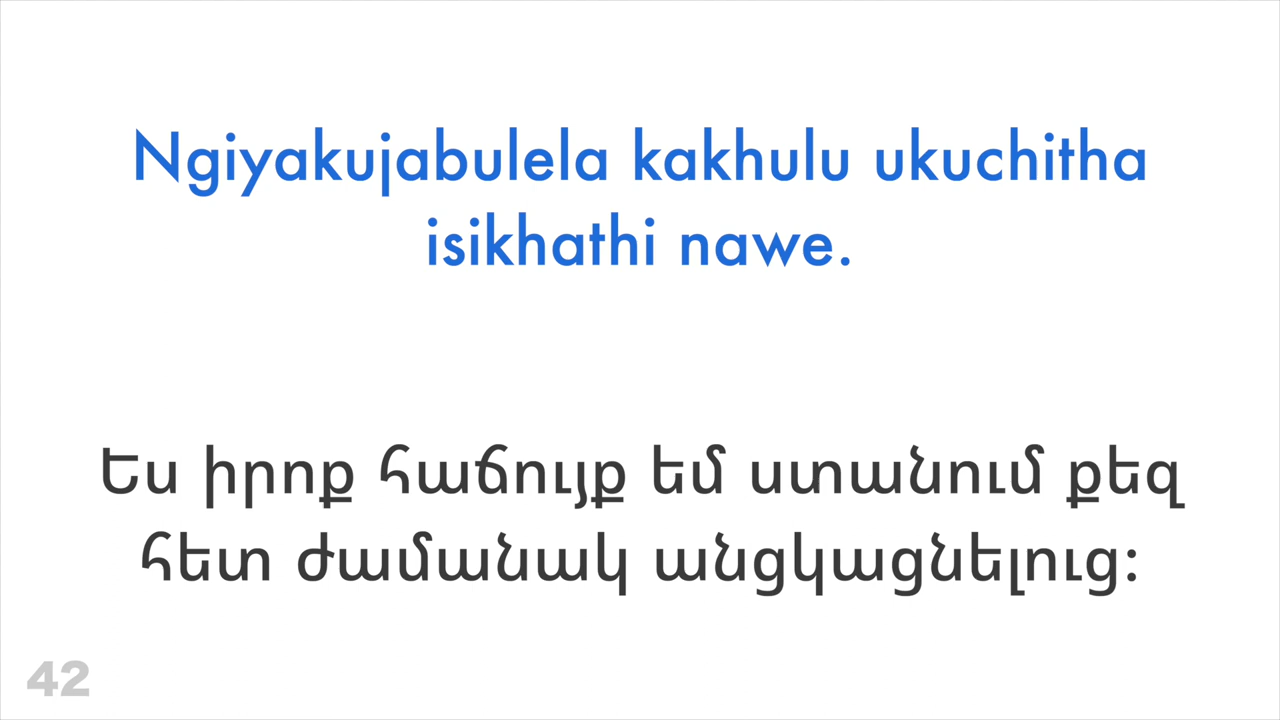 Ngiyakujabulela kakhulu ukuchitha
isikhathi nawe.
Ես իրոք հաճույք եմ ստանում քեզ
հետ ժամանակ անցկացնելուց:
42